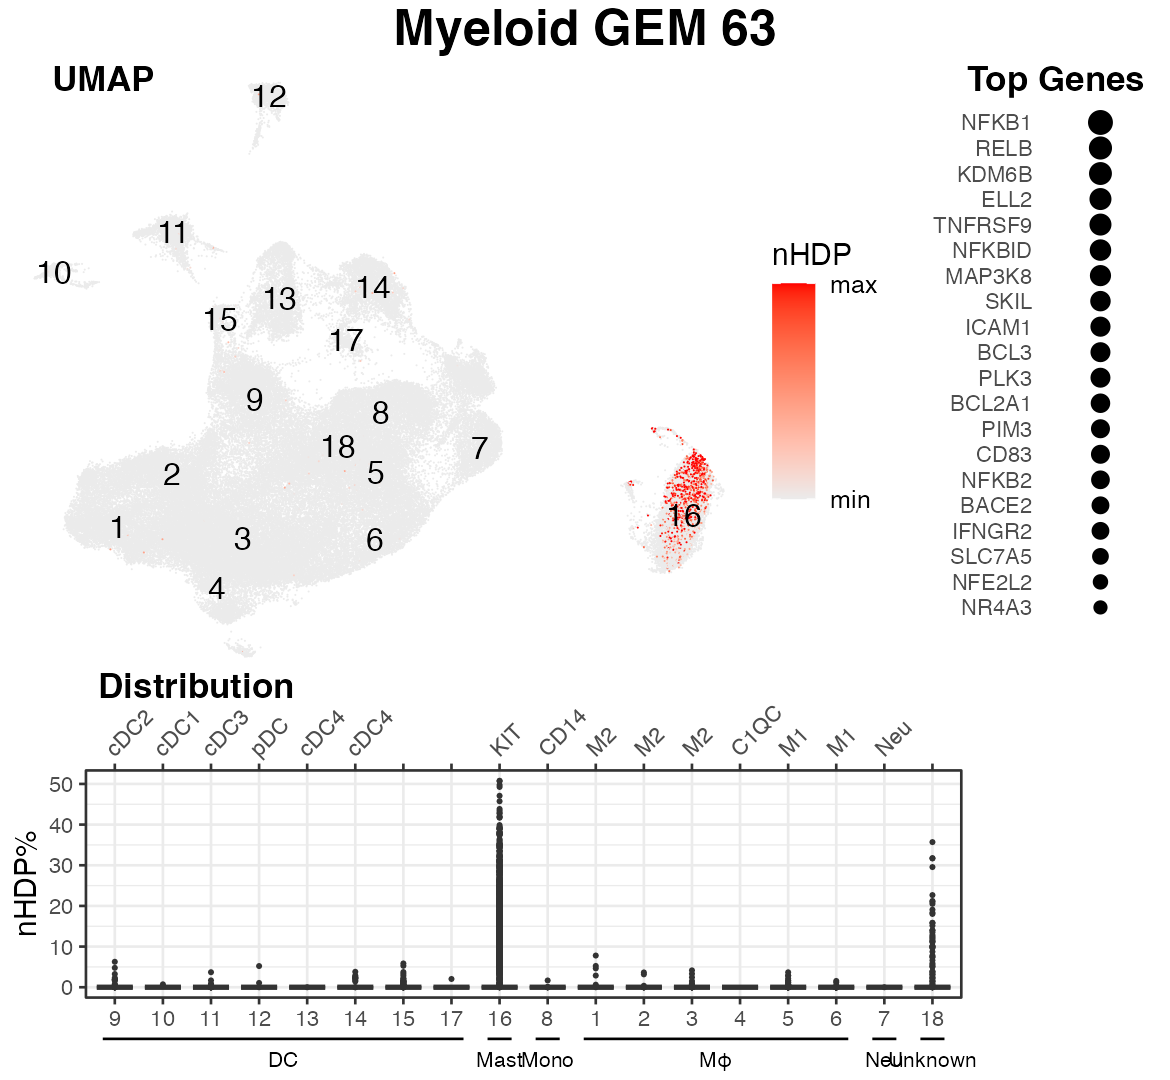 Myeloid GEM 63
UMAP
12
11
10
13
14
15
17
9
8
18
7
2
5
1
3
6
4
16
nHDP
max
min
Top Genes
NFKB1
RELB
KDM6B
ELL2
TNFRSF9
NFKBID
MAP3K8
SKIL
ICAM1
BCL3
PLK3
BCL2A1
PIM3
CD83
NFKB2
BACE2
IFNGR2
SLC7A5
NFE2L2
NR4A3
Distribution
cDC2 cDC1 cDC3 pDC cDC4 cDC4 KIT CD14 M2 M2 M2 C1QC M1 M1 Neu
nHDP%
50
40
30
20
10
0
9 10 11 12 13 14 15 17 16 8 1 2 3 4 5 6 7 18
DC Mast Mono Mφ Neu Unknown